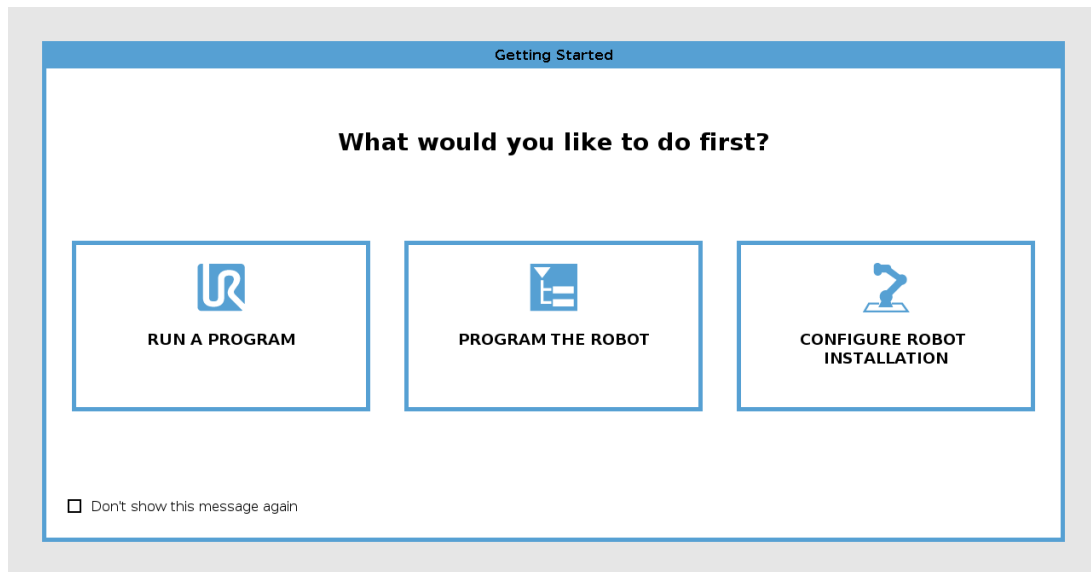 Getting Started
What would you like to do first?
RUN A PROGRAM
PROGRAM THE ROBOT
CONFIGURE ROBOT
INSTALLATION
Don't show this message again